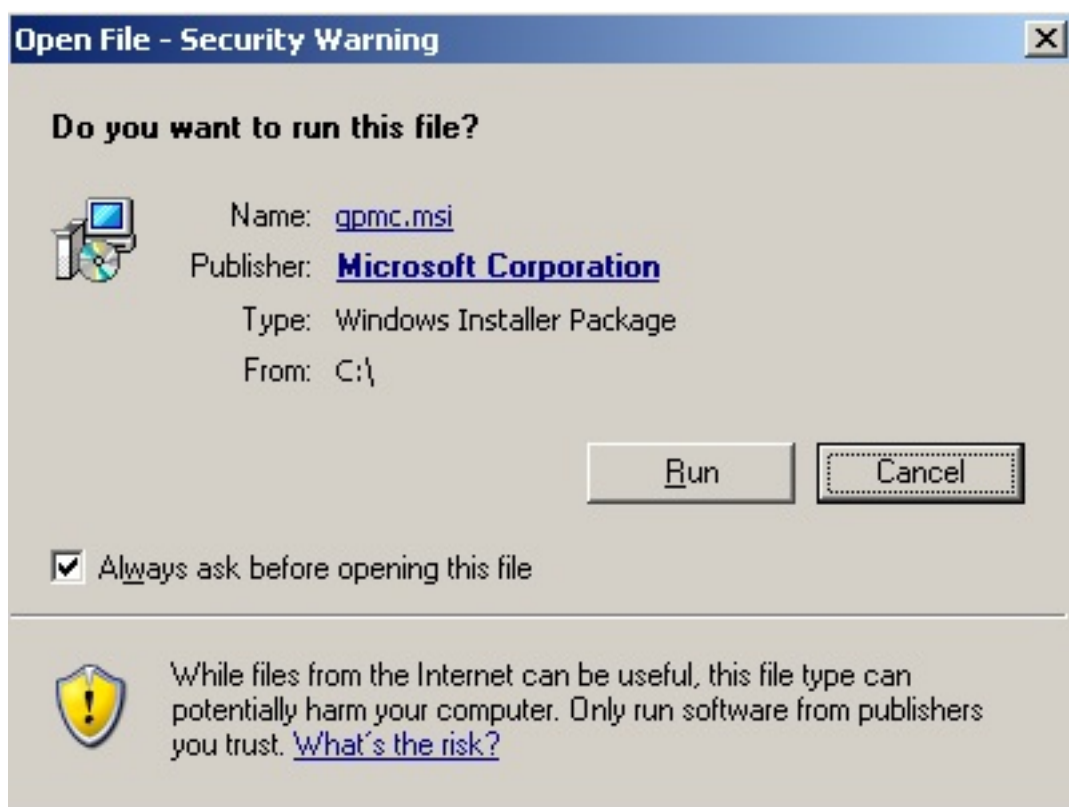 Open File - Security Warning
Do you want to run this file?
Name: gpmc.msi
Publisher: Microsoft Corporation
Type: Windows Installer Package
From: C:\
Run Cancel
Always ask before opening this file
While files from the Internet can be useful, this file type can
potentially harm your computer. Only run software from publishers
you trust. What's the risk?